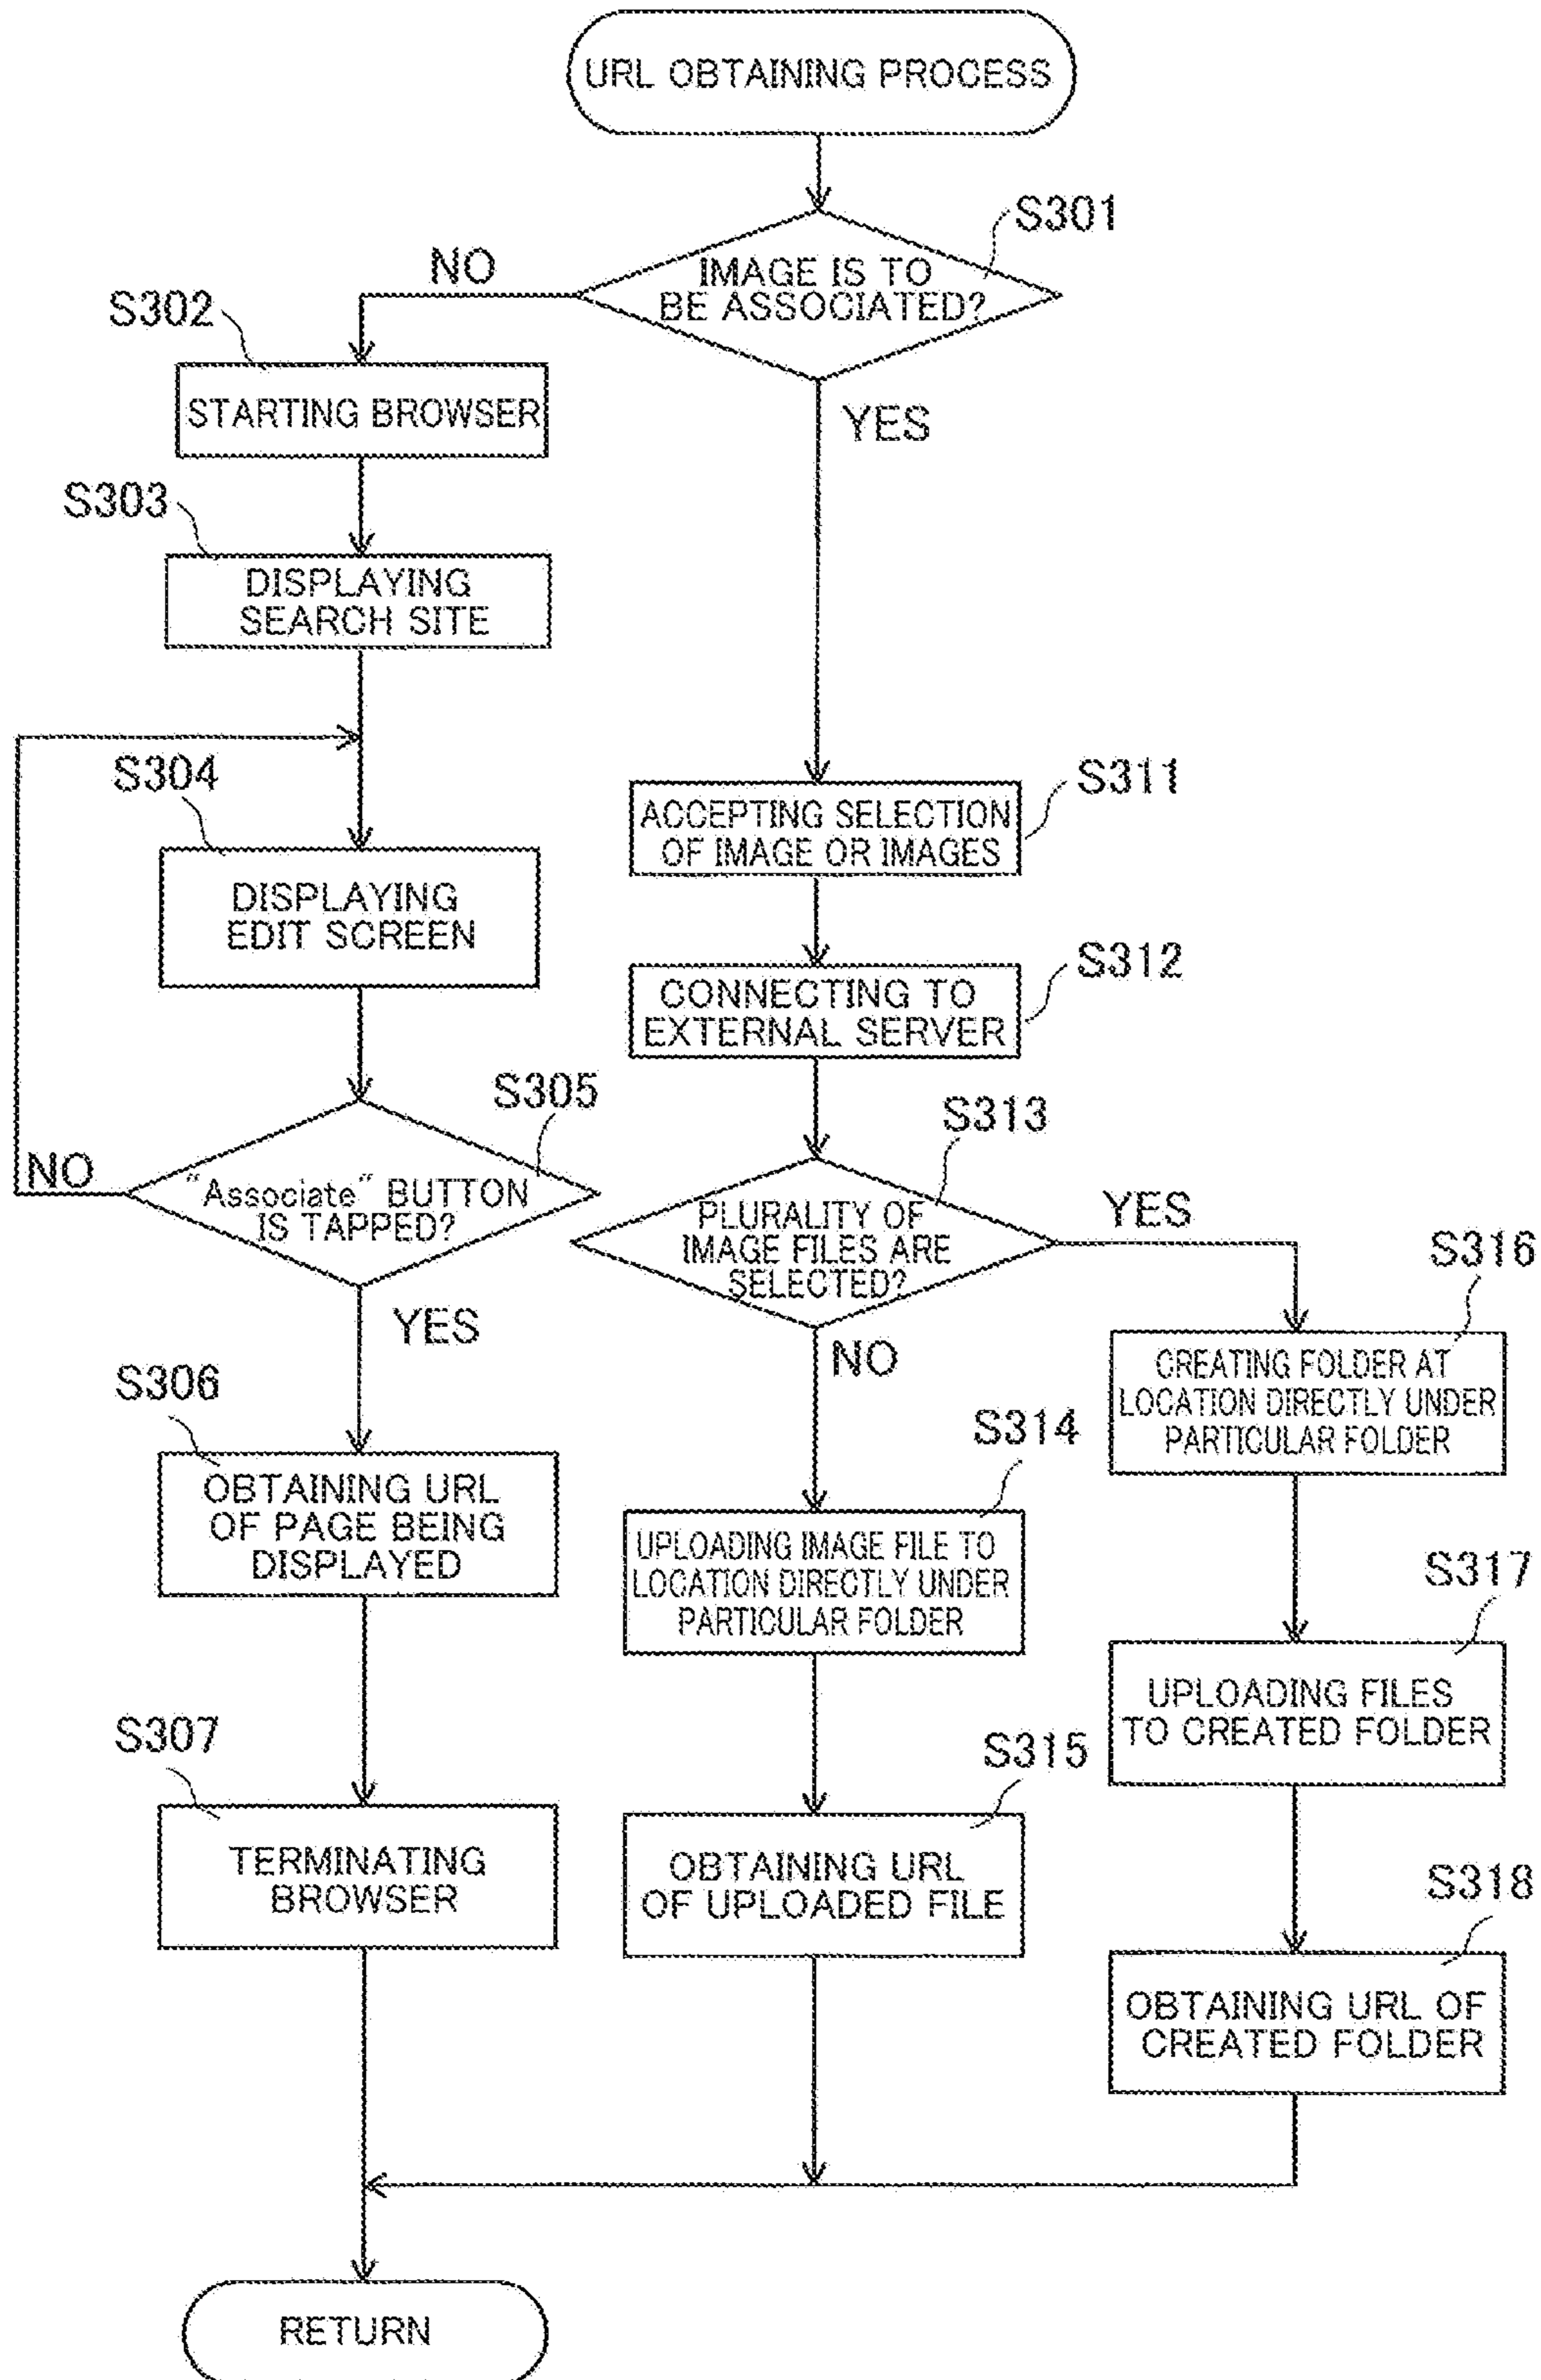 URL OBTAINING PROCESS
S301
IMAGE IS TO
BE ASSOCIATED?
NO
YES
S302
STARTING BROWSER
S303
DISPLAYING
SEARCH SITE
S304
DISPLAYING
EDIT SCREEN
S305
"Associate" BUTTON
IS TAPPED?
NO
YES
S306
OBTAINING URL
OF PAGE BEING
DISPLAYED
S307
TERMINATING
BROWSER
S311
ACCEPTING SELECTION
OF IMAGE OR IMAGES
S312
CONNECTING TO
EXTERNAL SERVER
S313
PLURALITY OF
IMAGE FILES ARE
SELECTED?
YES
NO
S314
UPLOADING IMAGE FILE TO
LOCATION DIRECTLY UNDER
PARTICULAR FOLDER
S315
OBTAINING URL
OF UPLOADED FILE
S316
CREATING FOLDER AT
LOCATION DIRECTLY UNDER
PARTICULAR FOLDER
S317
UPLOADING FILES
TO CREATED FOLDER
S318
OBTAINING URL OF
CREATED FOLDER
RETURN